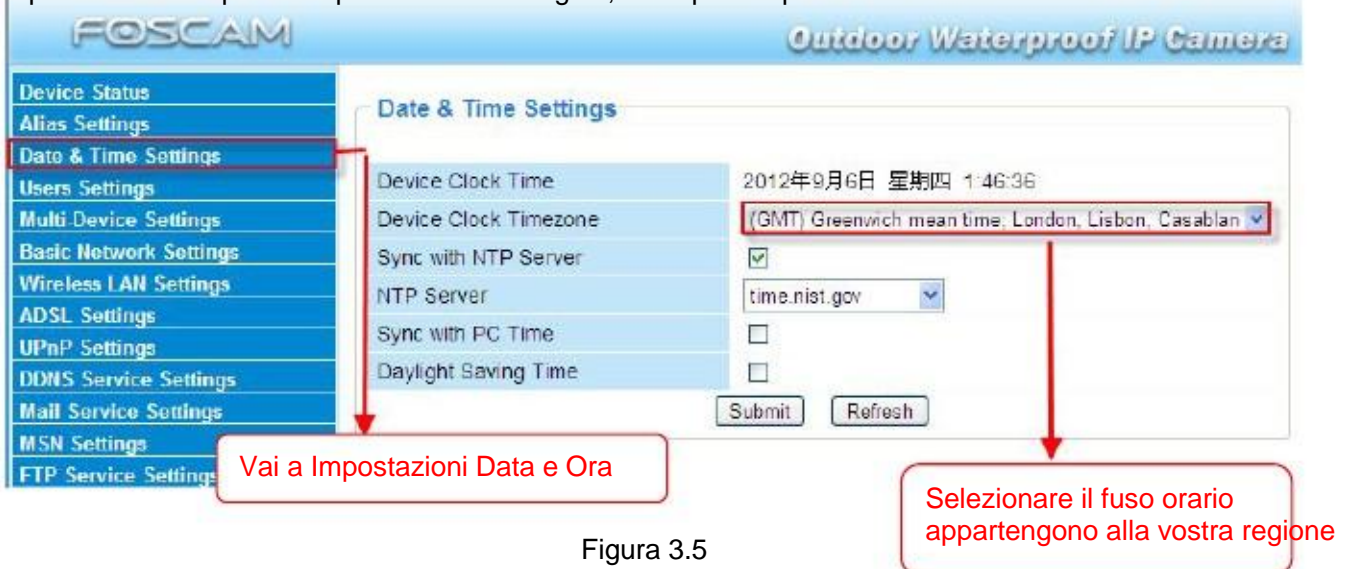 FOSCAM
Outdoor Waterproof IP Camera
Device Status
Alias Settings
Date & Time Settings
Users Settings
Multi-Device Settings
Basic Network Settings
Wireless LAN Settings
ADSL Settings
UPnP Settings
DDNS Service Settings
Mail Service Settings
MSN Settings
FTP Service Settings
Date & Time Settings
Device Clock Time 2012年9月6日 星期四 1:46:36
Device Clock Timezone (GMT) Greenwich mean time; London, Lisbon, Casablan
Sync with NTP Server
NTP Server time.nist.gov
Sync with PC Time
Daylight Saving Time
Submit Refresh
Vai a Impostazioni Data e Ora
Selezionare il fuso orario
appartengono alla vostra regione
Figura 3.5